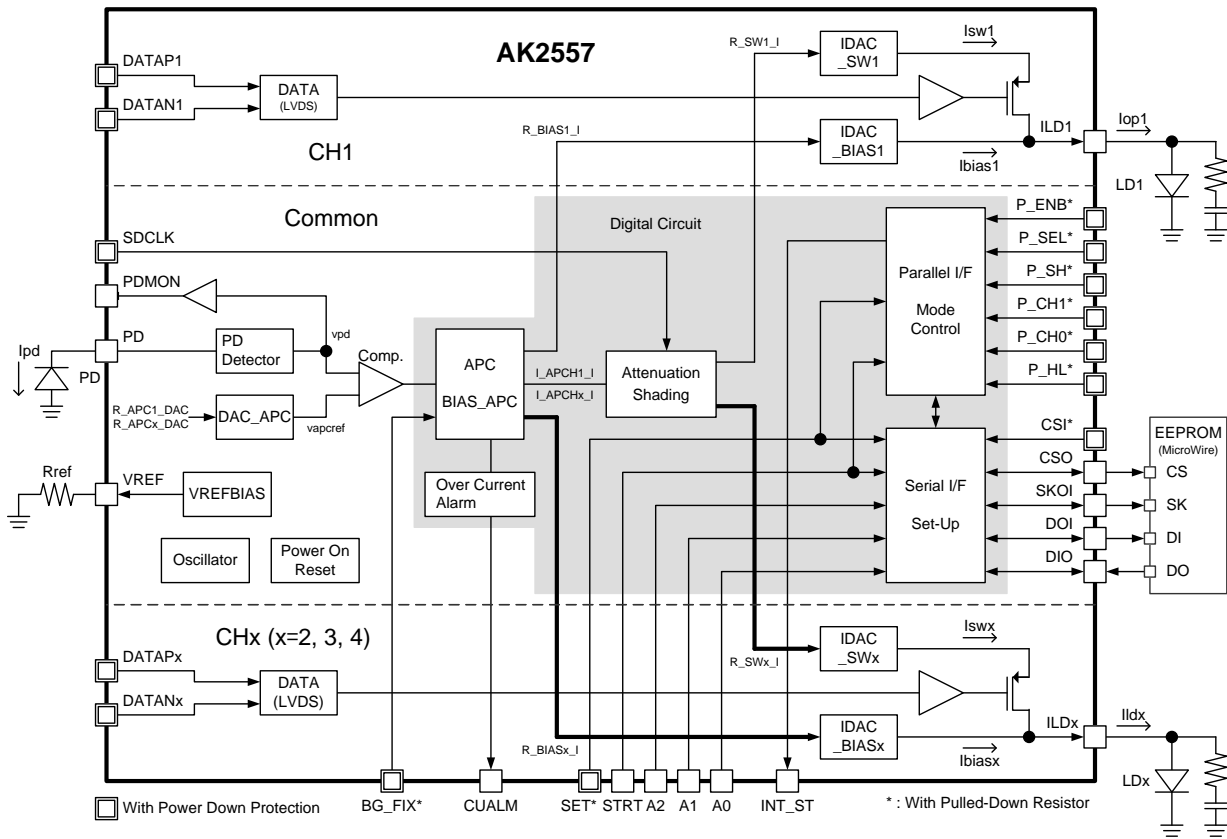 AK2557
DATAP1
DATAN1
DATA
(LVDS)
CH1
R_SW1_I
IDAC
_SW1
Isw1
R_BIAS1_I
IDAC
_BIAS1
Ibias1
ILD1
Iop1
LD1
Common
Digital Circuit
SDCLK
PDMON
PD
Ipd
PD
PD
Detector
vpd
Comp.
R_APC1_DAC
R_APCx_DAC
DAC_APC
vapcref
APC
BIAS_APC
I_APCH1_I
I_APCHx_I
Attenuation
Shading
Over Current
Alarm
Rref
VREF
VREFBIAS
Oscillator
Power On
Reset
Parallel I/F
Mode
Control
P_ENB*
P_SEL*
P_SH*
P_CH1*
P_CH0*
P_HL*
Serial I/F
Set-Up
CSI*
CSO
SKOI
DOI
DIO
EEPROM
(MicroWire)
CS
SK
DI
DO
CHx (x=2, 3, 4)
DATAPx
DATANx
DATA
(LVDS)
R_SWx_I
IDAC
_SWx
Iswx
R_BIASx_I
IDAC
_BIASx
Ibiasx
ILDx
Ildx
LDx
With Power Down Protection
BG_FIX*
CUALM
SET*
STRT
A2
A1
A0
INT_ST
* : With Pulled-Down Resistor